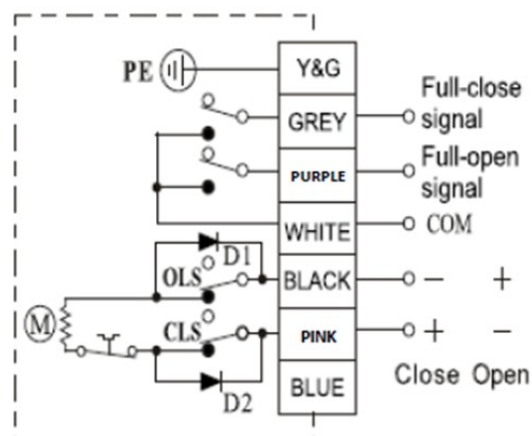 PE
Y&G
GREY
Full-close
signal
PURPLE
Full-open
signal
WHITE
COM
D1
OLS
BLACK
− +
M
CLS
PINK
+ −
Close Open
D2
BLUE